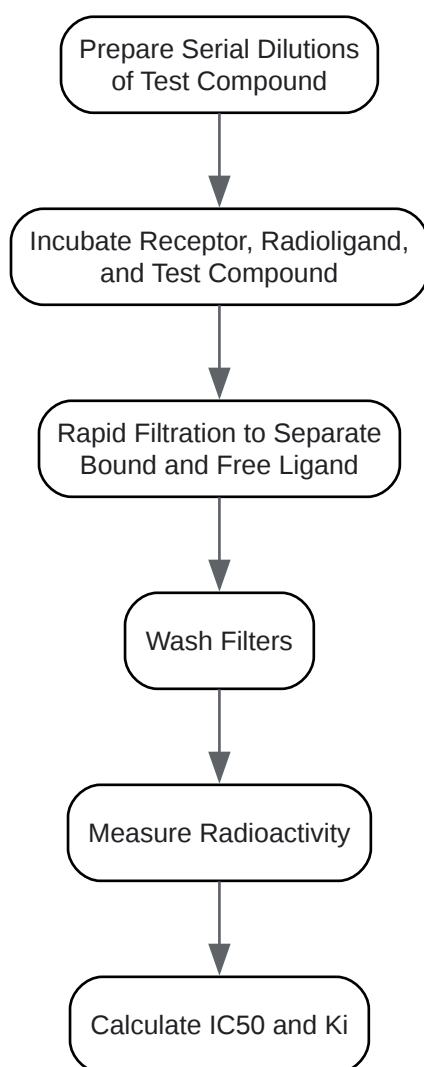 Prepare Serial Dilutions
of Test Compound
Incubate Receptor, Radioligand,
and Test Compound
Rapid Filtration to Separate
Bound and Free Ligand
Wash Filters
Measure Radioactivity
Calculate IC50 and Ki